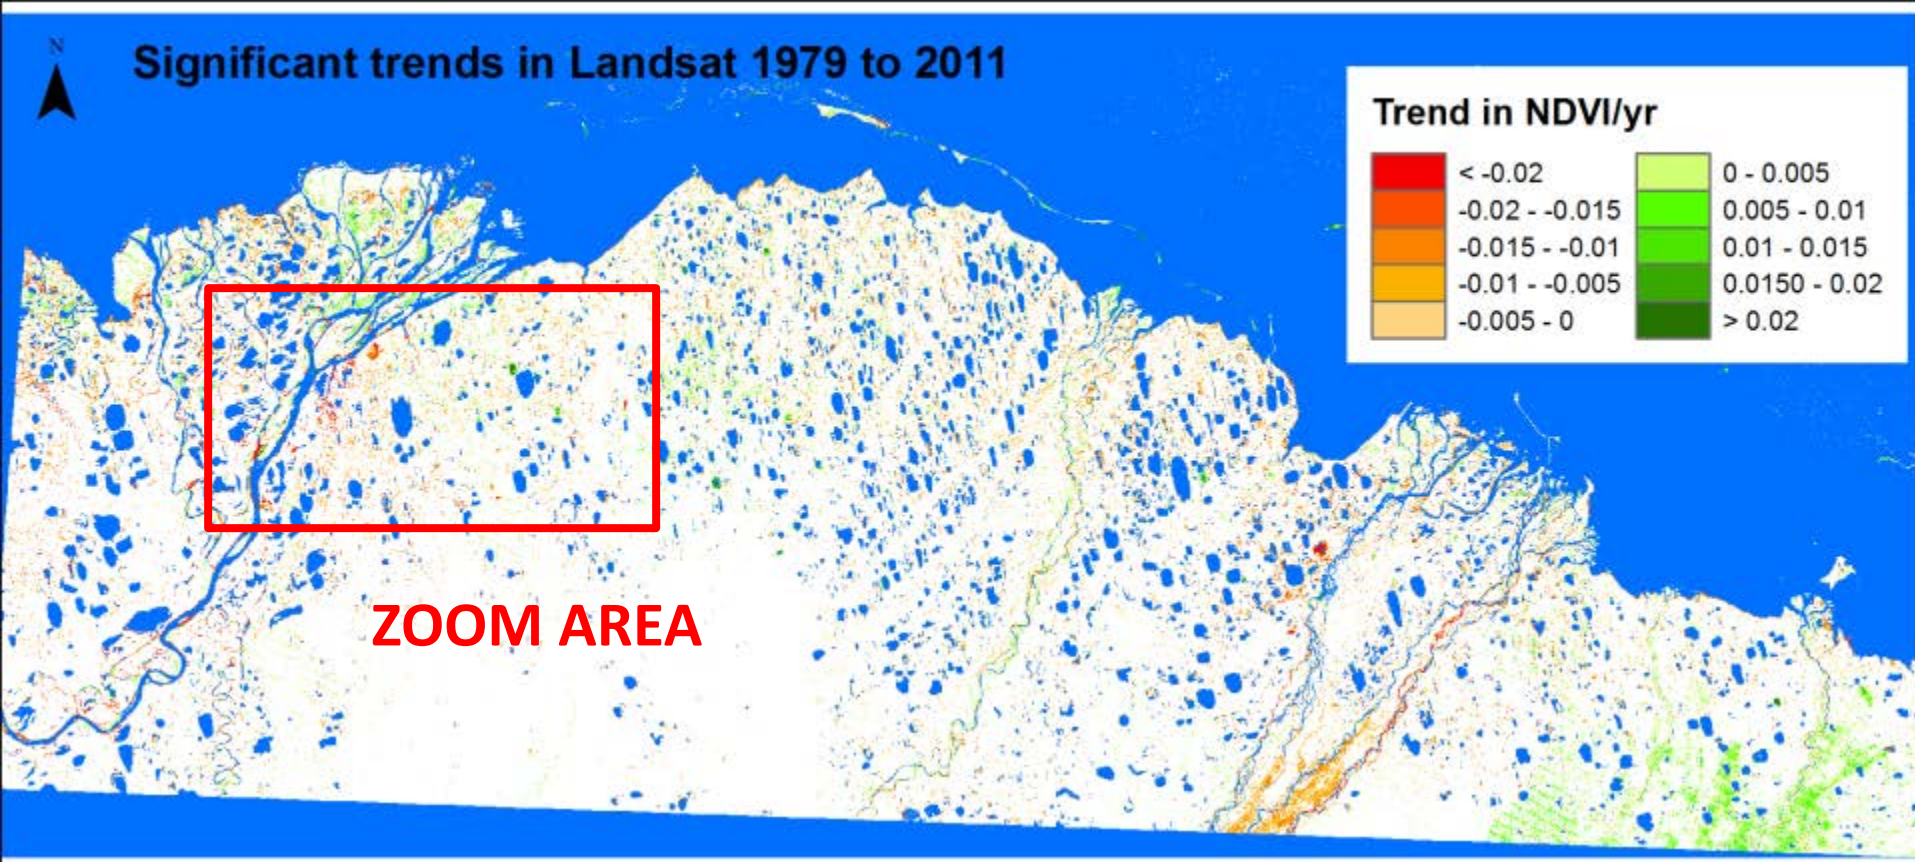 N
Significant trends in Landsat 1979 to 2011
Trend in NDVI/yr
< -0.02
-0.02 - -0.015
-0.015 - -0.01
-0.01 - -0.005
-0.005 - 0
0 - 0.005
0.005 - 0.01
0.01 - 0.015
0.0150 - 0.02
> 0.02
ZOOM AREA